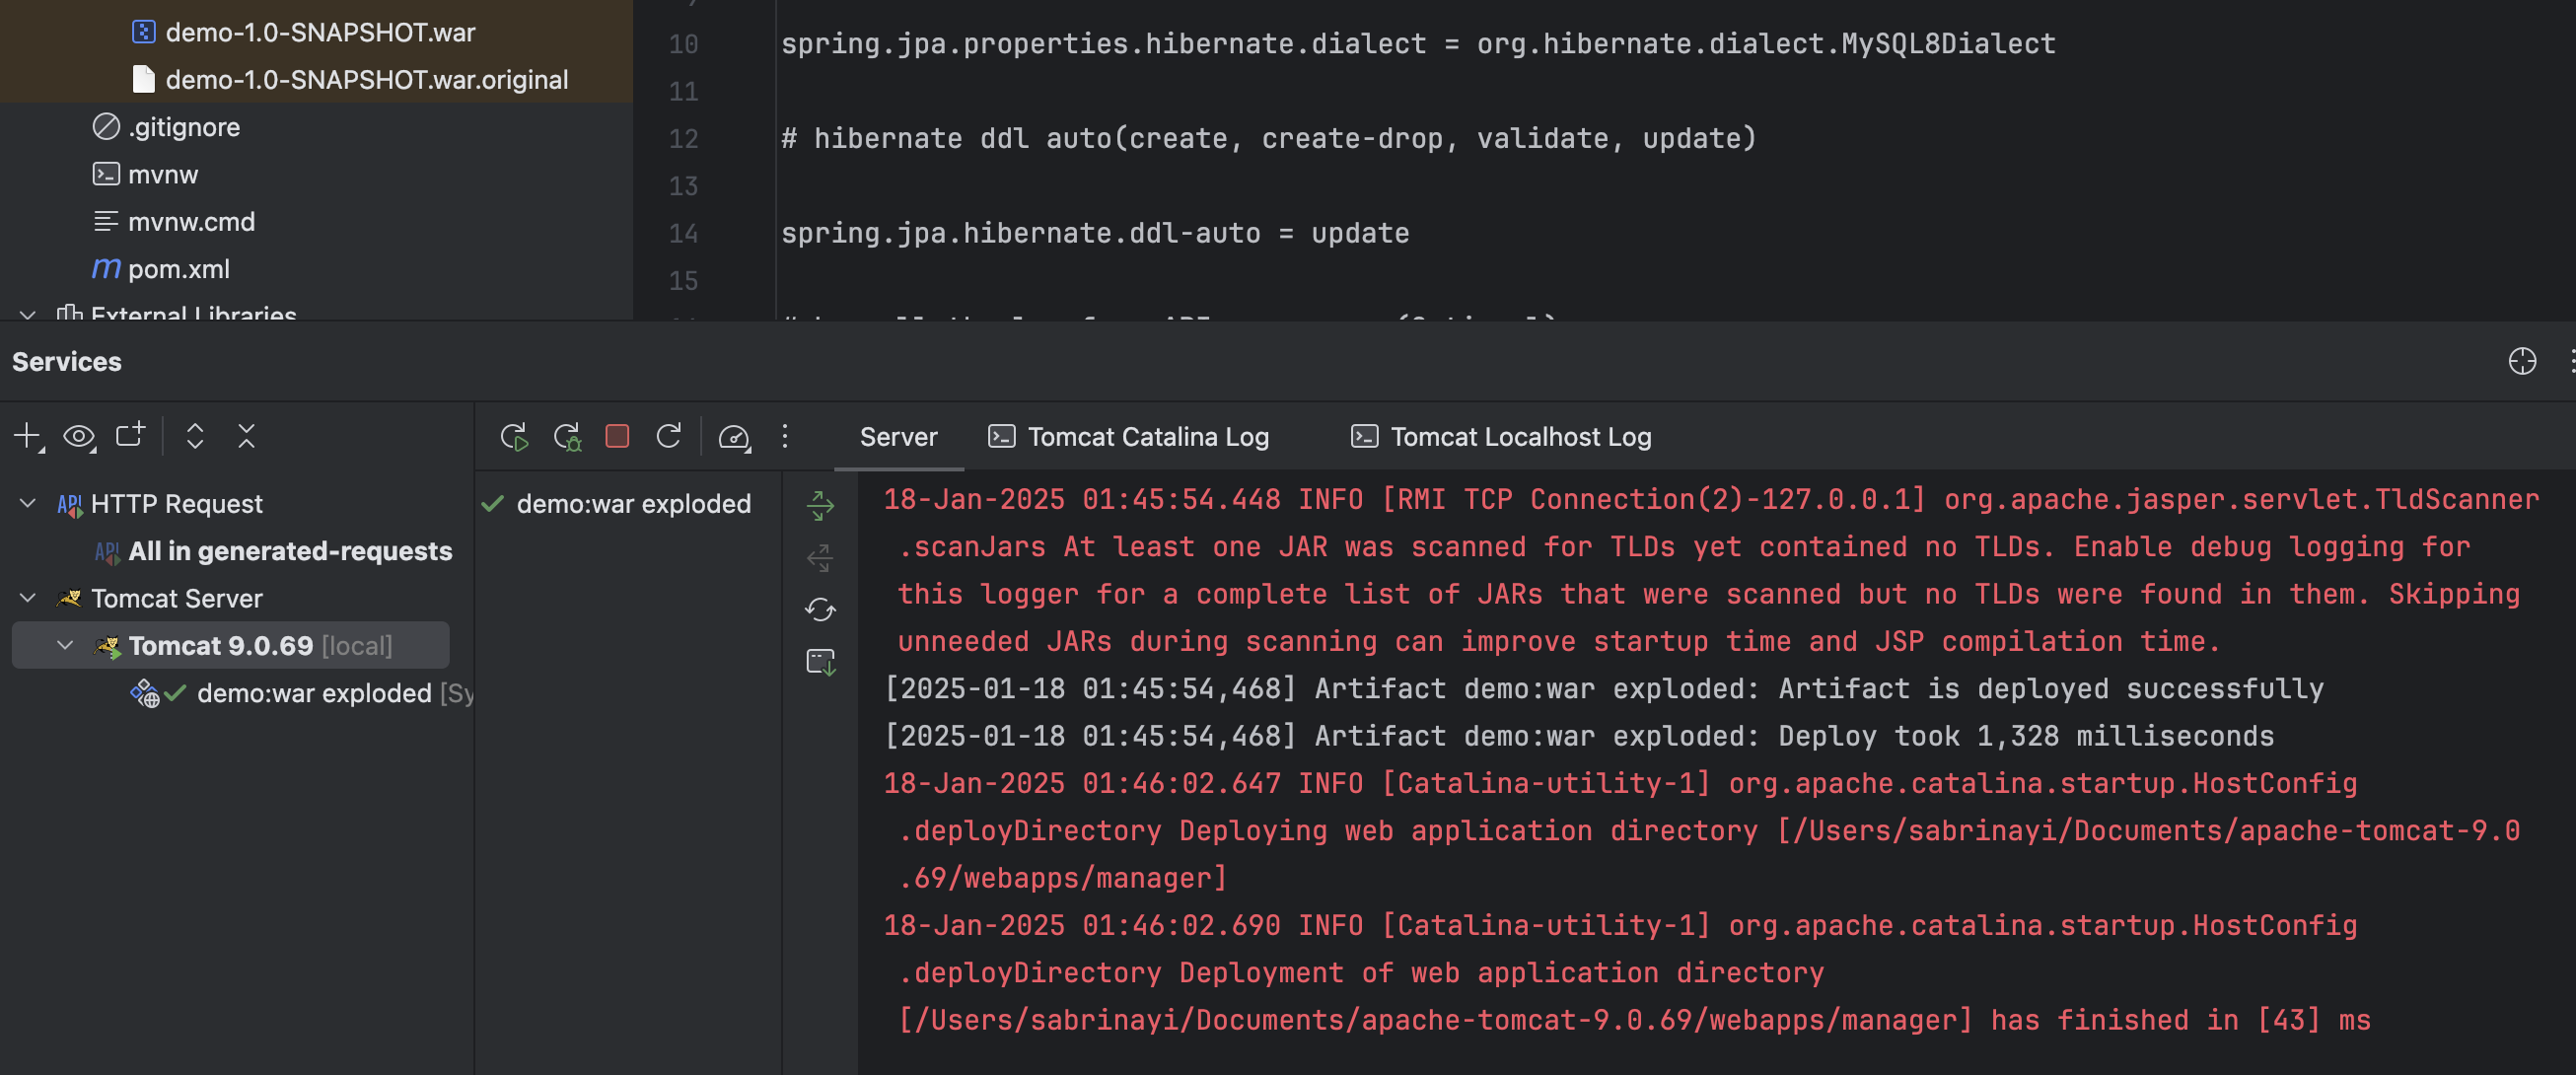 demo-1.0-SNAPSHOT.war
demo-1.0-SNAPSHOT.war.original
.gitignore
mvnw
mvnw.cmd
m pom.xml
External Libraries
10 spring.jpa.properties.hibernate.dialect = org.hibernate.dialect.MySQL8Dialect
11
12 # hibernate ddl auto(create, create-drop, validate, update)
13
14 spring.jpa.hibernate.ddl-auto = update
15
Services
Server
Tomcat Catalina Log
Tomcat Localhost Log
API HTTP Request
API All in generated-requests
Tomcat Server
Tomcat 9.0.69 [local]
demo:war exploded [Sy
demo:war exploded
18-Jan-2025 01:45:54.448 INFO [RMI TCP Connection(2)-127.0.0.1] org.apache.jasper.servlet.TldScanner
.scanJars At least one JAR was scanned for TLDs yet contained no TLDs. Enable debug logging for
this logger for a complete list of JARs that were scanned but no TLDs were found in them. Skipping
unneeded JARs during scanning can improve startup time and JSP compilation time.
[2025-01-18 01:45:54,468] Artifact demo:war exploded: Artifact is deployed successfully
[2025-01-18 01:45:54,468] Artifact demo:war exploded: Deploy took 1,328 milliseconds
18-Jan-2025 01:46:02.647 INFO [Catalina-utility-1] org.apache.catalina.startup.HostConfig
.deployDirectory Deploying web application directory [/Users/sabrinayi/Documents/apache-tomcat-9.0
.69/webapps/manager]
18-Jan-2025 01:46:02.690 INFO [Catalina-utility-1] org.apache.catalina.startup.HostConfig
.deployDirectory Deployment of web application directory
[/Users/sabrinayi/Documents/apache-tomcat-9.0.69/webapps/manager] has finished in [43] ms